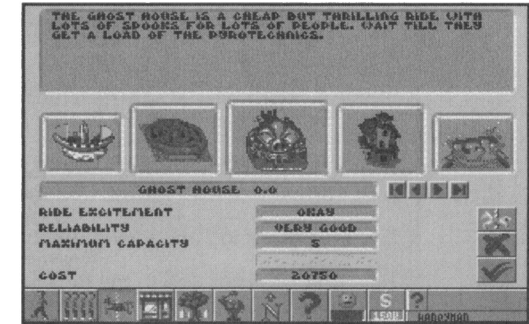 THE GHOST HOUSE IS A CHEAP BUT THRILLING RIDE, WITH
LOTS OF SPOOKS FOR LOTS OF PEOPLE. WAIT TILL THEY
GET A LOAD OF THE PYROTECHNICS.
GHOST HOUSE 0.0
RIDE EXCITEMENT OKAY
RELIABILITY VERY GOOD
MAXIMUM CAPACITY 5
COST 20750
N ? S ?
HANDYMAN